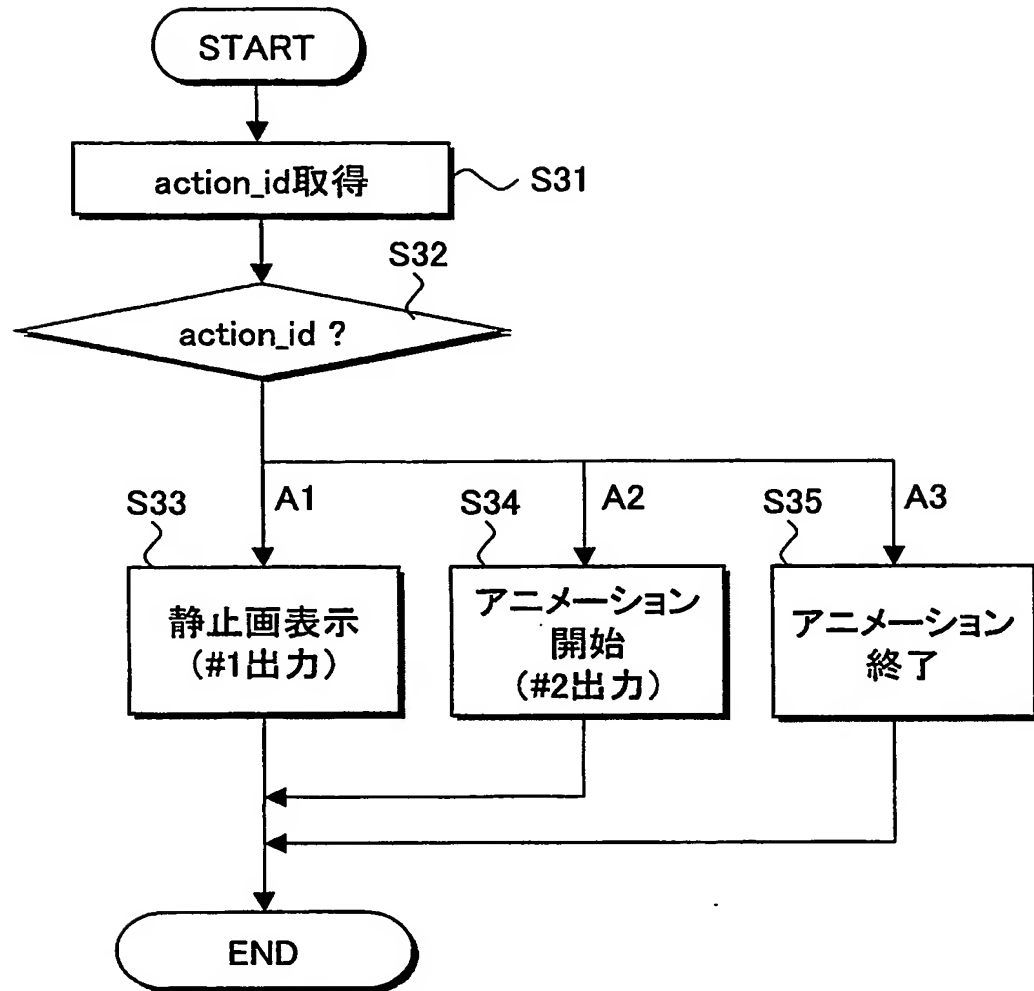 START
action_id取得
S31
S32
action_id ?
S33
A1
S34
A2
S35
A3
静止画表示
(#1出力)
アニメーション
開始
(#2出力)
アニメーション
終了
END